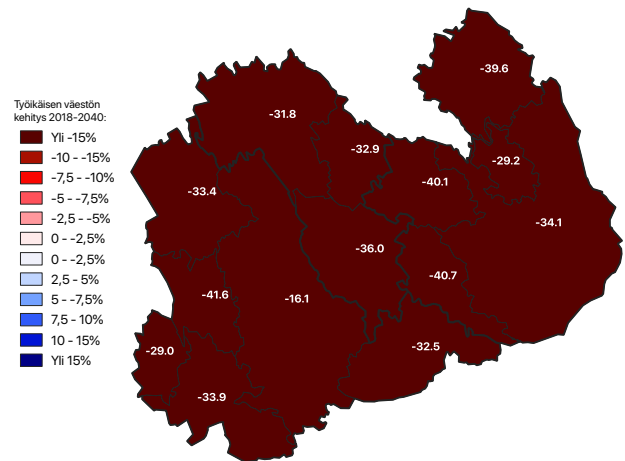 Työikäisen väestön
kehitys 2018-2040:
Yli -15%
-10 - -15%
-7,5 - -10%
-5 - -7,5%
-2,5 - -5%
0 - -2,5%
0 - -2,5%
2,5 - 5%
5 - -7,5%
7,5 - 10%
10 - 15%
Yli 15%
-39.6
-31.8
-32.9
-29.2
-40.1
-33.4
-34.1
-36.0
-40.7
-41.6
-16.1
-32.5
-29.0
-33.9